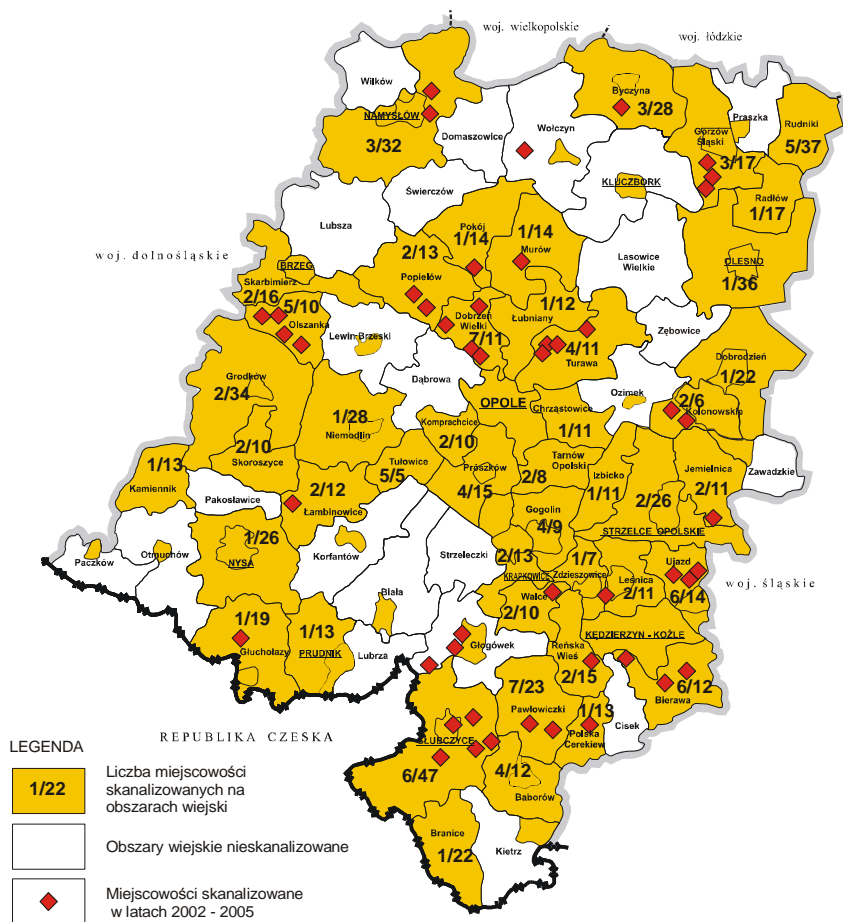 woj. wielkopolskie
woj. łódzkie
Wilków
Byczyna
3/28
NAMYSŁÓW
Praszka
Rudniki
5/37
Gorzów
Śląski
3/17
Domaszowice
Wołczyn
3/32
KLUCZBORK
Świerczów
Radłów
1/17
Lubsza
Pokój
1/14
1/14
Murów
Lasowice
Wielkie
OLESNO
1/36
woj. dolnośląskie
BRZEG
2/13
Popielów
Skarbimierz
2/16
5/10
Olszanka
Dobrzeń
Wielki
7/11
1/12
Łubniany
Zębowice
Lewin Brzeski
4/11
Turawa
Dobrodzień
1/22
Dąbrowa
Grodków
2/34
OPOLE
Ozimek
2/6
Kolonowskie
1/28
Niemodlin
Komprachcice
2/10
Chrząstowice
1/11
2/10
Skoroszyce
Tułowice
5/5
Prószków
4/15
Tarnów
Opolski
2/8
Izbicko
1/11
Jemielnica
2/11
Zawadzkie
1/13
Kamiennik
Pakosławice
2/12
Łambinowice
2/26
STRZELCE OPOLSKIE
Gogolin
4/9
1/26
NYSA
Paczków
Otmuchów
Korfantów
Strzeleczki
2/13
KRAPKOWICE
1/7
Zdzieszowice
Leśnica
2/11
Ujazd
6/14
woj. śląskie
Biała
Walce
2/10
1/19
Głuchołazy
1/13
PRUDNIK
Lubrza
Głogówek
Reńska
Wieś
2/15
KĘDZIERZYN - KOŹLE
6/12
Bierawa
7/23
Pawłowiczki
1/13
Polska
Cerekiew
Cisek
REPUBLIKA CZESKA
GŁUBCZYCE
6/47
4/12
Baborów
Branice
1/22
Kietrz
LEGENDA
1/22
Liczba miejscowości
skanalizowanych na
obszarach wiejski
Obszary wiejskie nieskanalizowane
Miejscowości skanalizowane
w latach 2002 - 2005